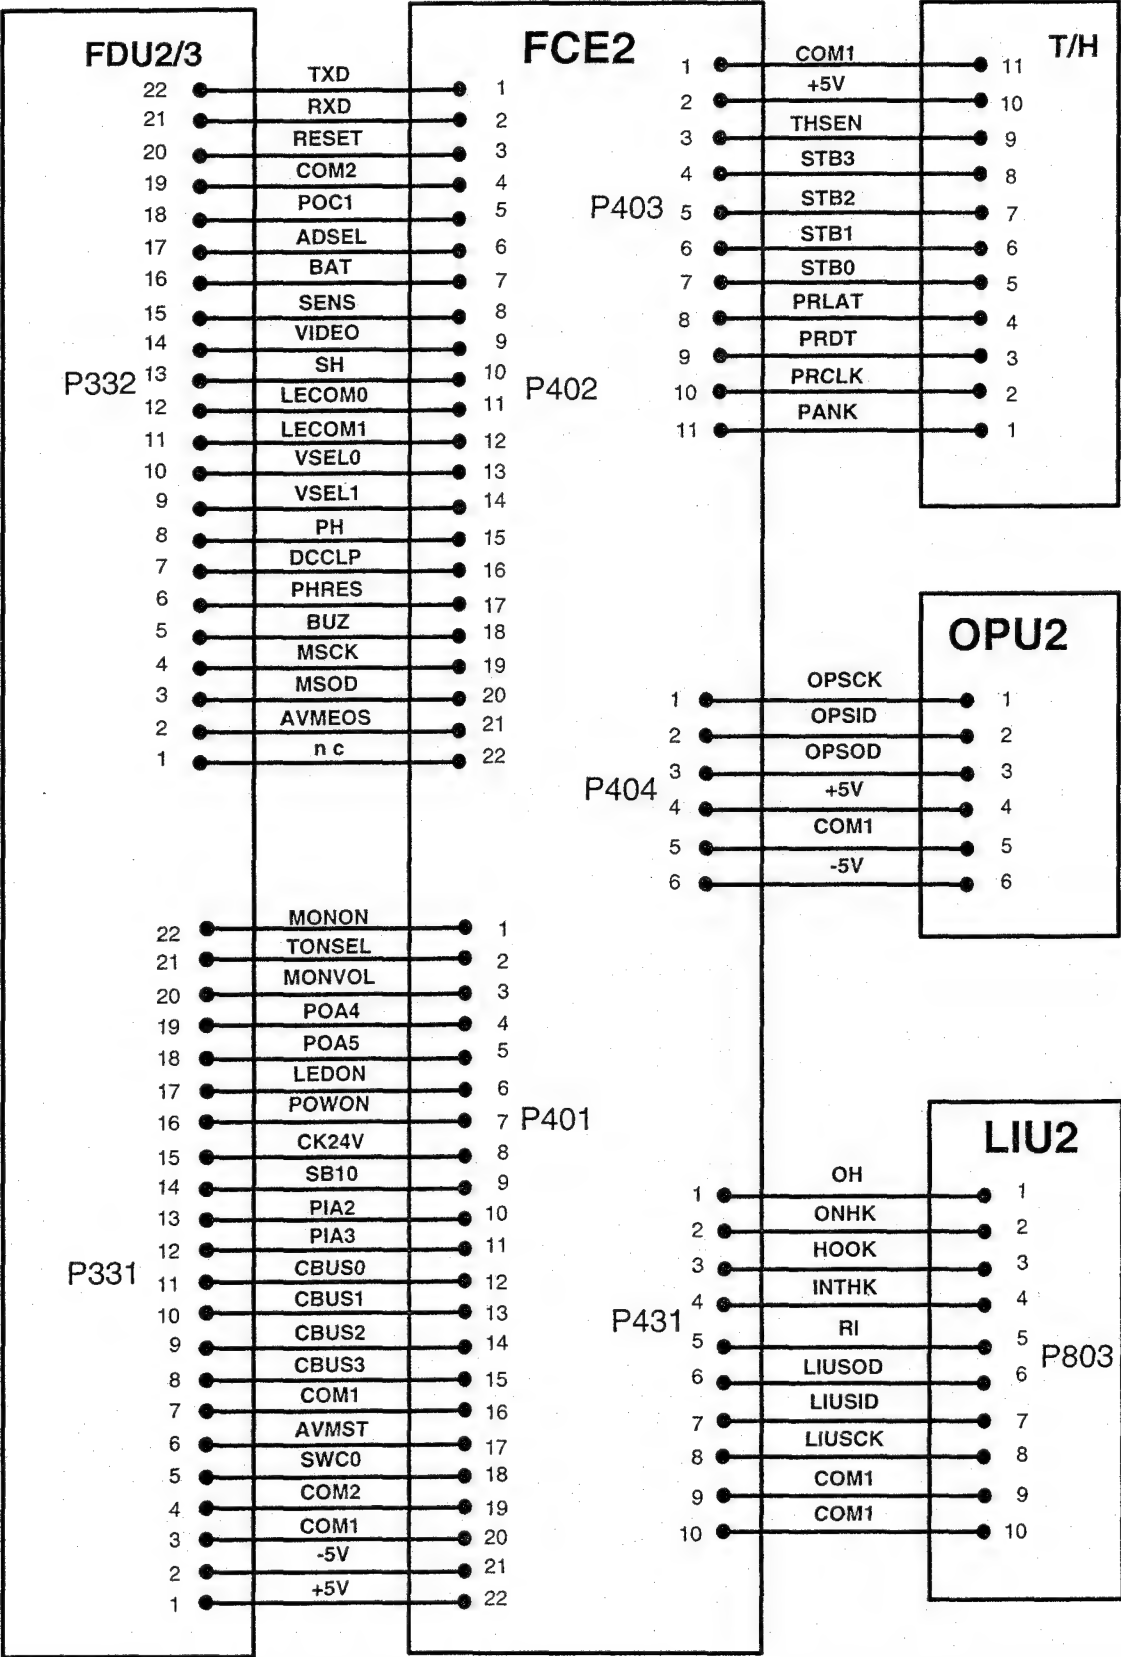 FDU2/3 FCE2 T/H
22 TXD 1
21 RXD 2
20 RESET 3
19 COM2 4
18 POC1 5
17 ADSEL 6
16 BAT 7
15 SENS 8
14 VIDEO 9
13 SH 10
12 LECOM0 11
11 LECOM1 12
10 VSEL0 13
9 VSEL1 14
8 PH 15
7 DCCLP 16
6 PHRES 17
5 BUZ 18
4 MSCK 19
3 MSOD 20
2 AVMEOS 21
1 n c 22
P332 P402
22 MONON 1
21 TONSEL 2
20 MONVOL 3
19 POA4 4
18 POA5 5
17 LEDON 6
16 POWON 7
15 CK24V 8
14 SB10 9
13 PIA2 10
12 PIA3 11
11 CBUS0 12
10 CBUS1 13
9 CBUS2 14
8 CBUS3 15
7 COM1 16
6 AVMST 17
5 SWC0 18
4 COM2 19
3 COM1 20
2 -5V 21
1 +5V 22
P331 P401
1 COM1 11
2 +5V 10
3 THSEN 9
4 STB3 8
5 STB2 7
6 STB1 6
7 STB0 5
8 PRLAT 4
9 PRDT 3
10 PRCLK 2
11 PANK 1
P403
OPU2
1 OPSCK 1
2 OPSID 2
3 OPSOD 3
4 +5V 4
5 COM1 5
6 -5V 6
P404
LIU2
1 OH 1
2 ONHK 2
3 HOOK 3
4 INTHK 4
5 RI 5
6 LIUSOD 6
7 LIUSID 7
8 LIUSCK 8
9 COM1 9
10 COM1 10
P431 P803